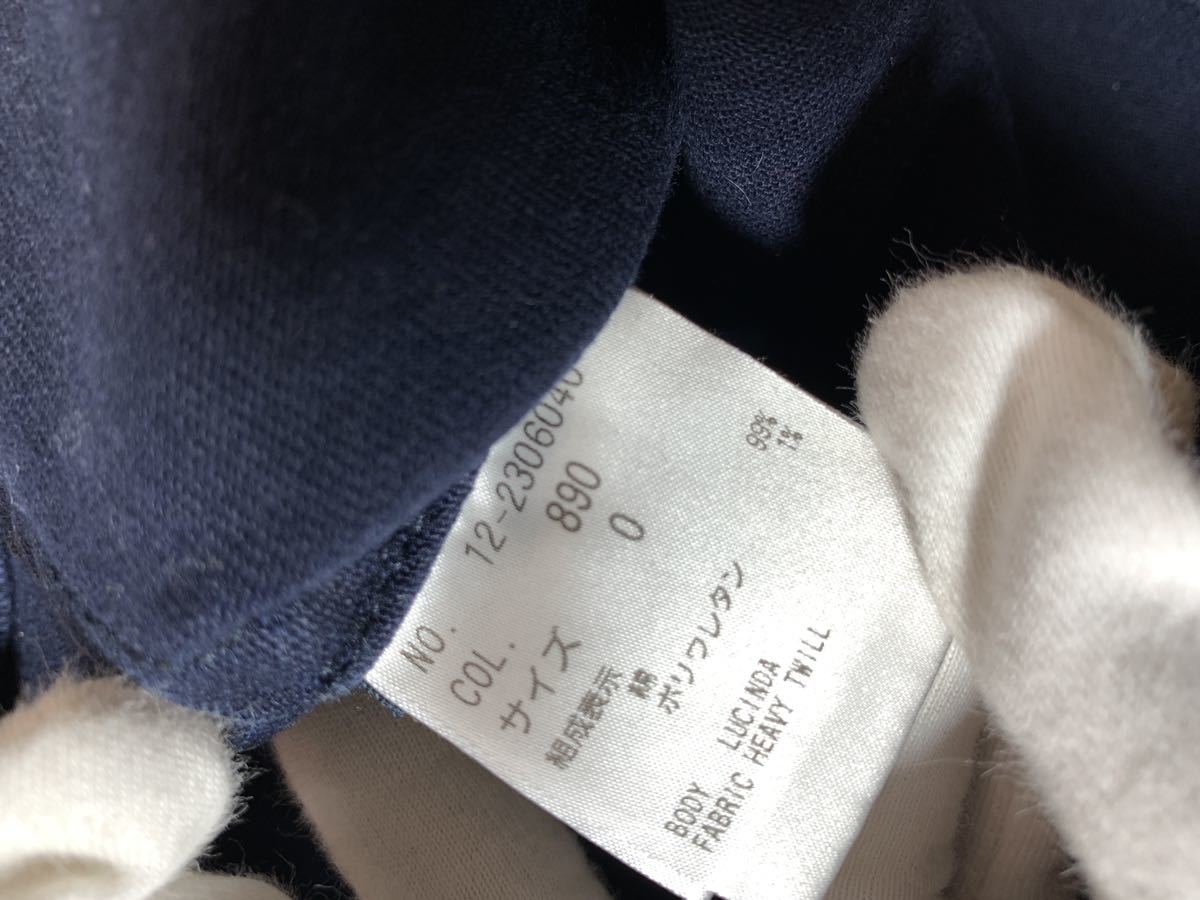 NO. 12-2306040
COL. 890
サイズ 0
組成表示
綿 99%
ポリウレタン 1%
BODY LUCINDA
FABRIC HEAVY TWILL